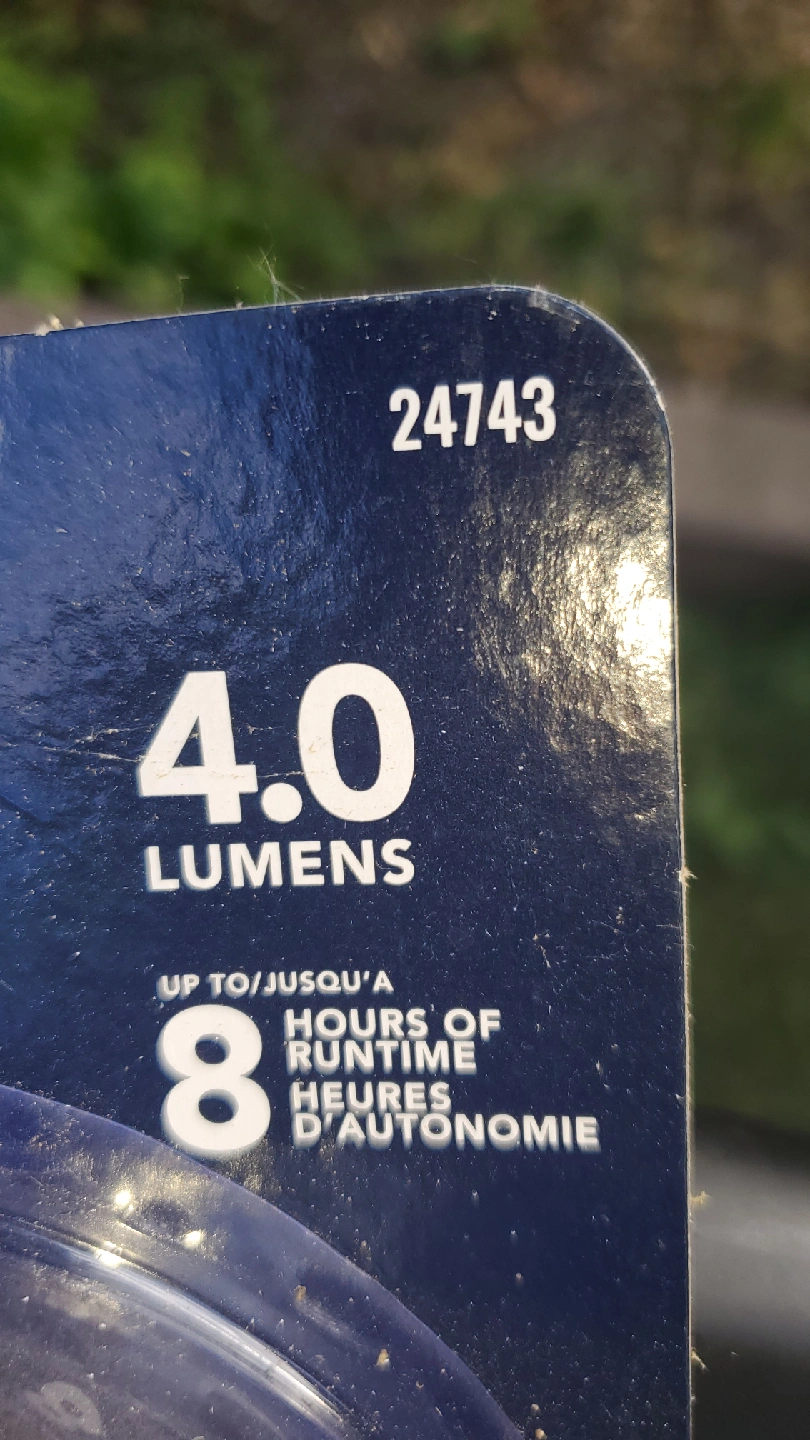 24743
4.0
LUMENS
UP TO/JUSQU'A
8 HOURS OF
RUNTIME
HEURES
D'AUTONOMIE